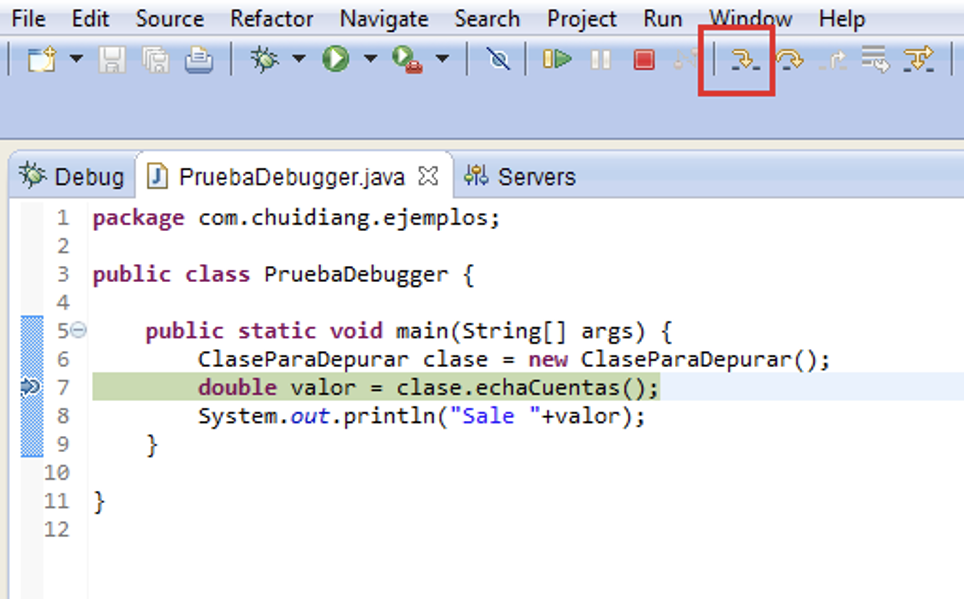 File Edit Source Refactor Navigate Search Project Run Window Help
Debug PruebaDebugger.java Servers
1 package com.chuidiang.ejemplos;
2
3 public class PruebaDebugger {
4
5 public static void main(String[] args) {
6 ClaseParaDepurar clase = new ClaseParaDepurar();
7 double valor = clase.echaCuentas();
8 System.out.println("Sale "+valor);
9 }
10
11 }
12